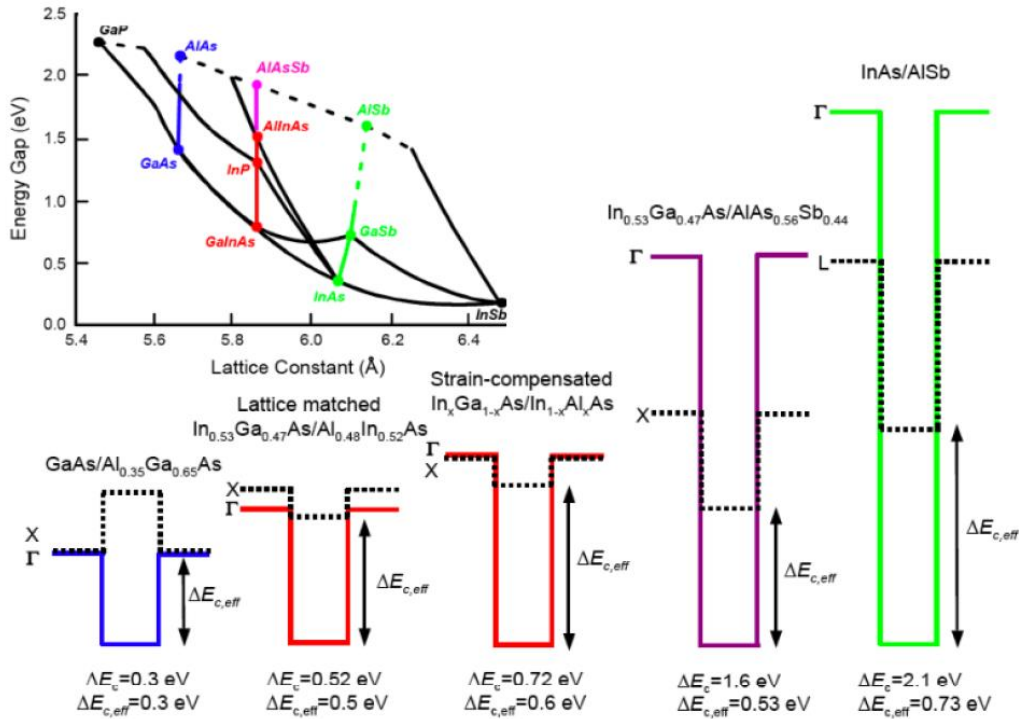 2.5
2.0
1.5
1.0
0.5
0.0
Energy Gap (eV)
5.4 5.6 5.8 6.0 6.2 6.4
Lattice Constant (Å)
GaP
AlAs
AlAsSb
AlSb
AlInAs
GaAs
InP
GaInAs
GaSb
InAs
InSb
GaAs/Al0.35Ga0.65As
X
Γ
ΔEc,eff
ΛEc=0.3 eV
ΔEc,eff=0.3 eV
Lattice matched
In0.53Ga0.47As/Al0.48In0.52As
X
Γ
ΔEc,eff
ΛEc=0.52 eV
ΔEc,eff=0.5 eV
Strain-compensated
InxGa1-xAs/In1-xAlxAs
Γ
X
ΔEc,eff
ΛEc=0.72 eV
ΔEc,eff=0.6 eV
In0.53Ga0.47As/AlAs0.56Sb0.44
Γ
X
ΔEc,eff
ΔEc=1.6 eV
ΔEc,eff=0.53 eV
InAs/AlSb
Γ
L
ΔEc,eff
ΔEc=2.1 eV
ΔEc,eff=0.73 eV